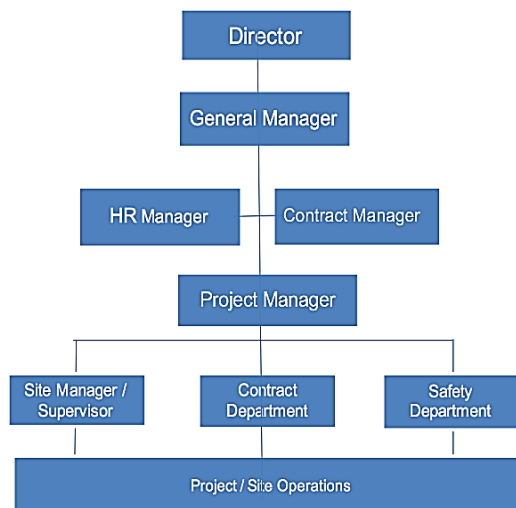 Director
General Manager
HR Manager
Contract Manager
Project Manager
Site Manager /
Supervisor
Contract
Department
Safety
Department
Project / Site Operations